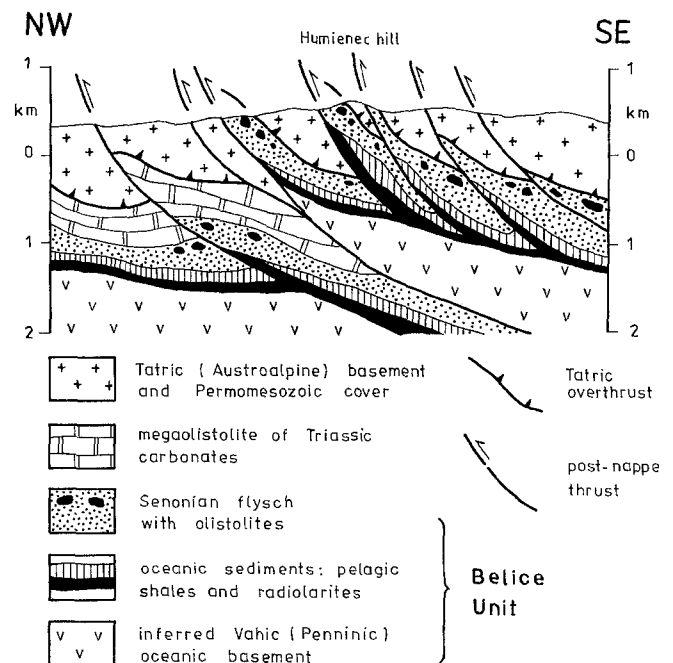 NW
Humienec hill
SE
1
1
km
km
0
0
1
1
2
2
Tatric (Austroalpine) basement
and Permomesozoic cover
Tatric
overthrust
megaolistolite of Triassic
carbonates
post-nappe
thrust
Senonian flysch
with olistolites
oceanic sediments: pelagic
shales and radiolarites
Belice
Unit
inferred Vahic (Penninic)
oceanic basement